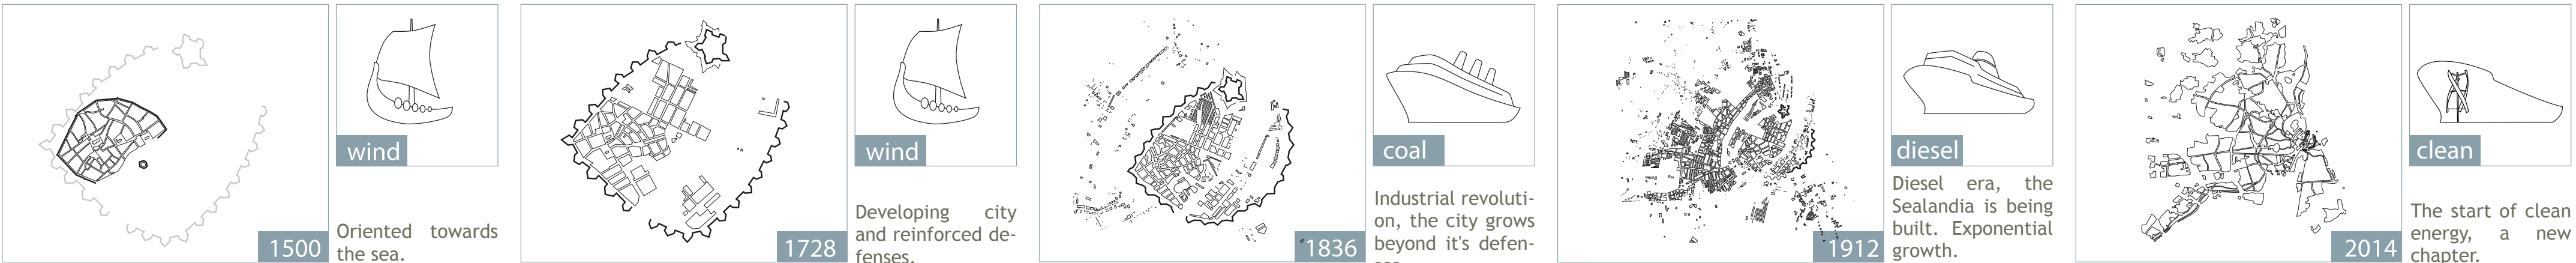 1500
wind
Oriented towards
the sea.
1728
wind
Developing city
and reinforced de-
fenses.
1836
coal
Industrial revoluti-
on, the city grows
beyond it's defen-
1912
diesel
Diesel era, the
Sealandia is being
built. Exponential
growth.
2014
clean
The start of clean
energy, a new
chapter.